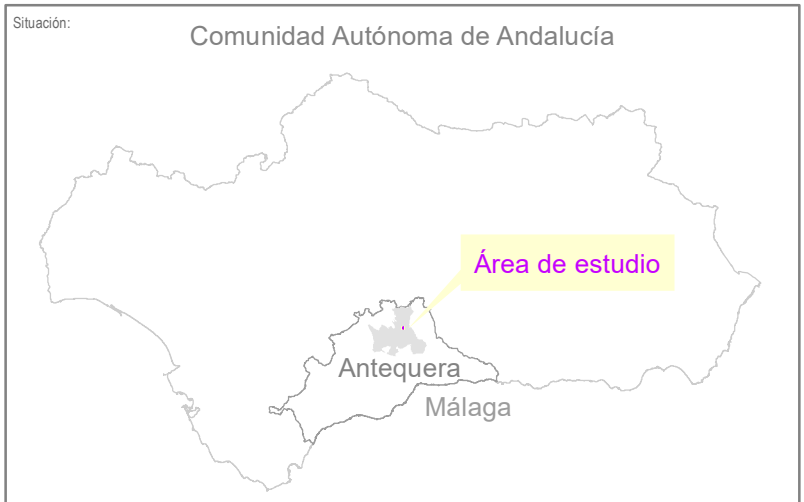 Situación:
Comunidad Autónoma de Andalucía
Área de estudio
Antequera
Málaga